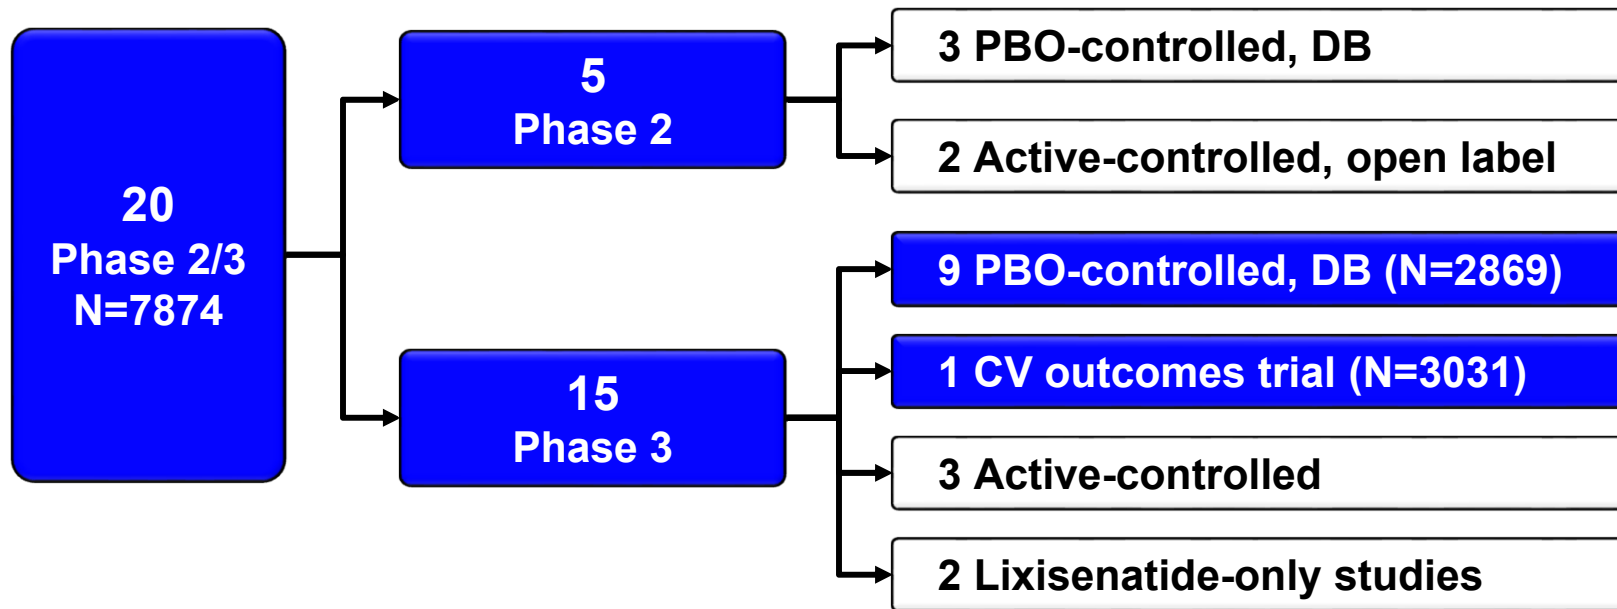 20
Phase 2/3
N=7874
5
Phase 2
15
Phase 3
3 PBO-controlled, DB
2 Active-controlled, open label
9 PBO-controlled, DB (N=2869)
1 CV outcomes trial (N=3031)
3 Active-controlled
2 Lixisenatide-only studies